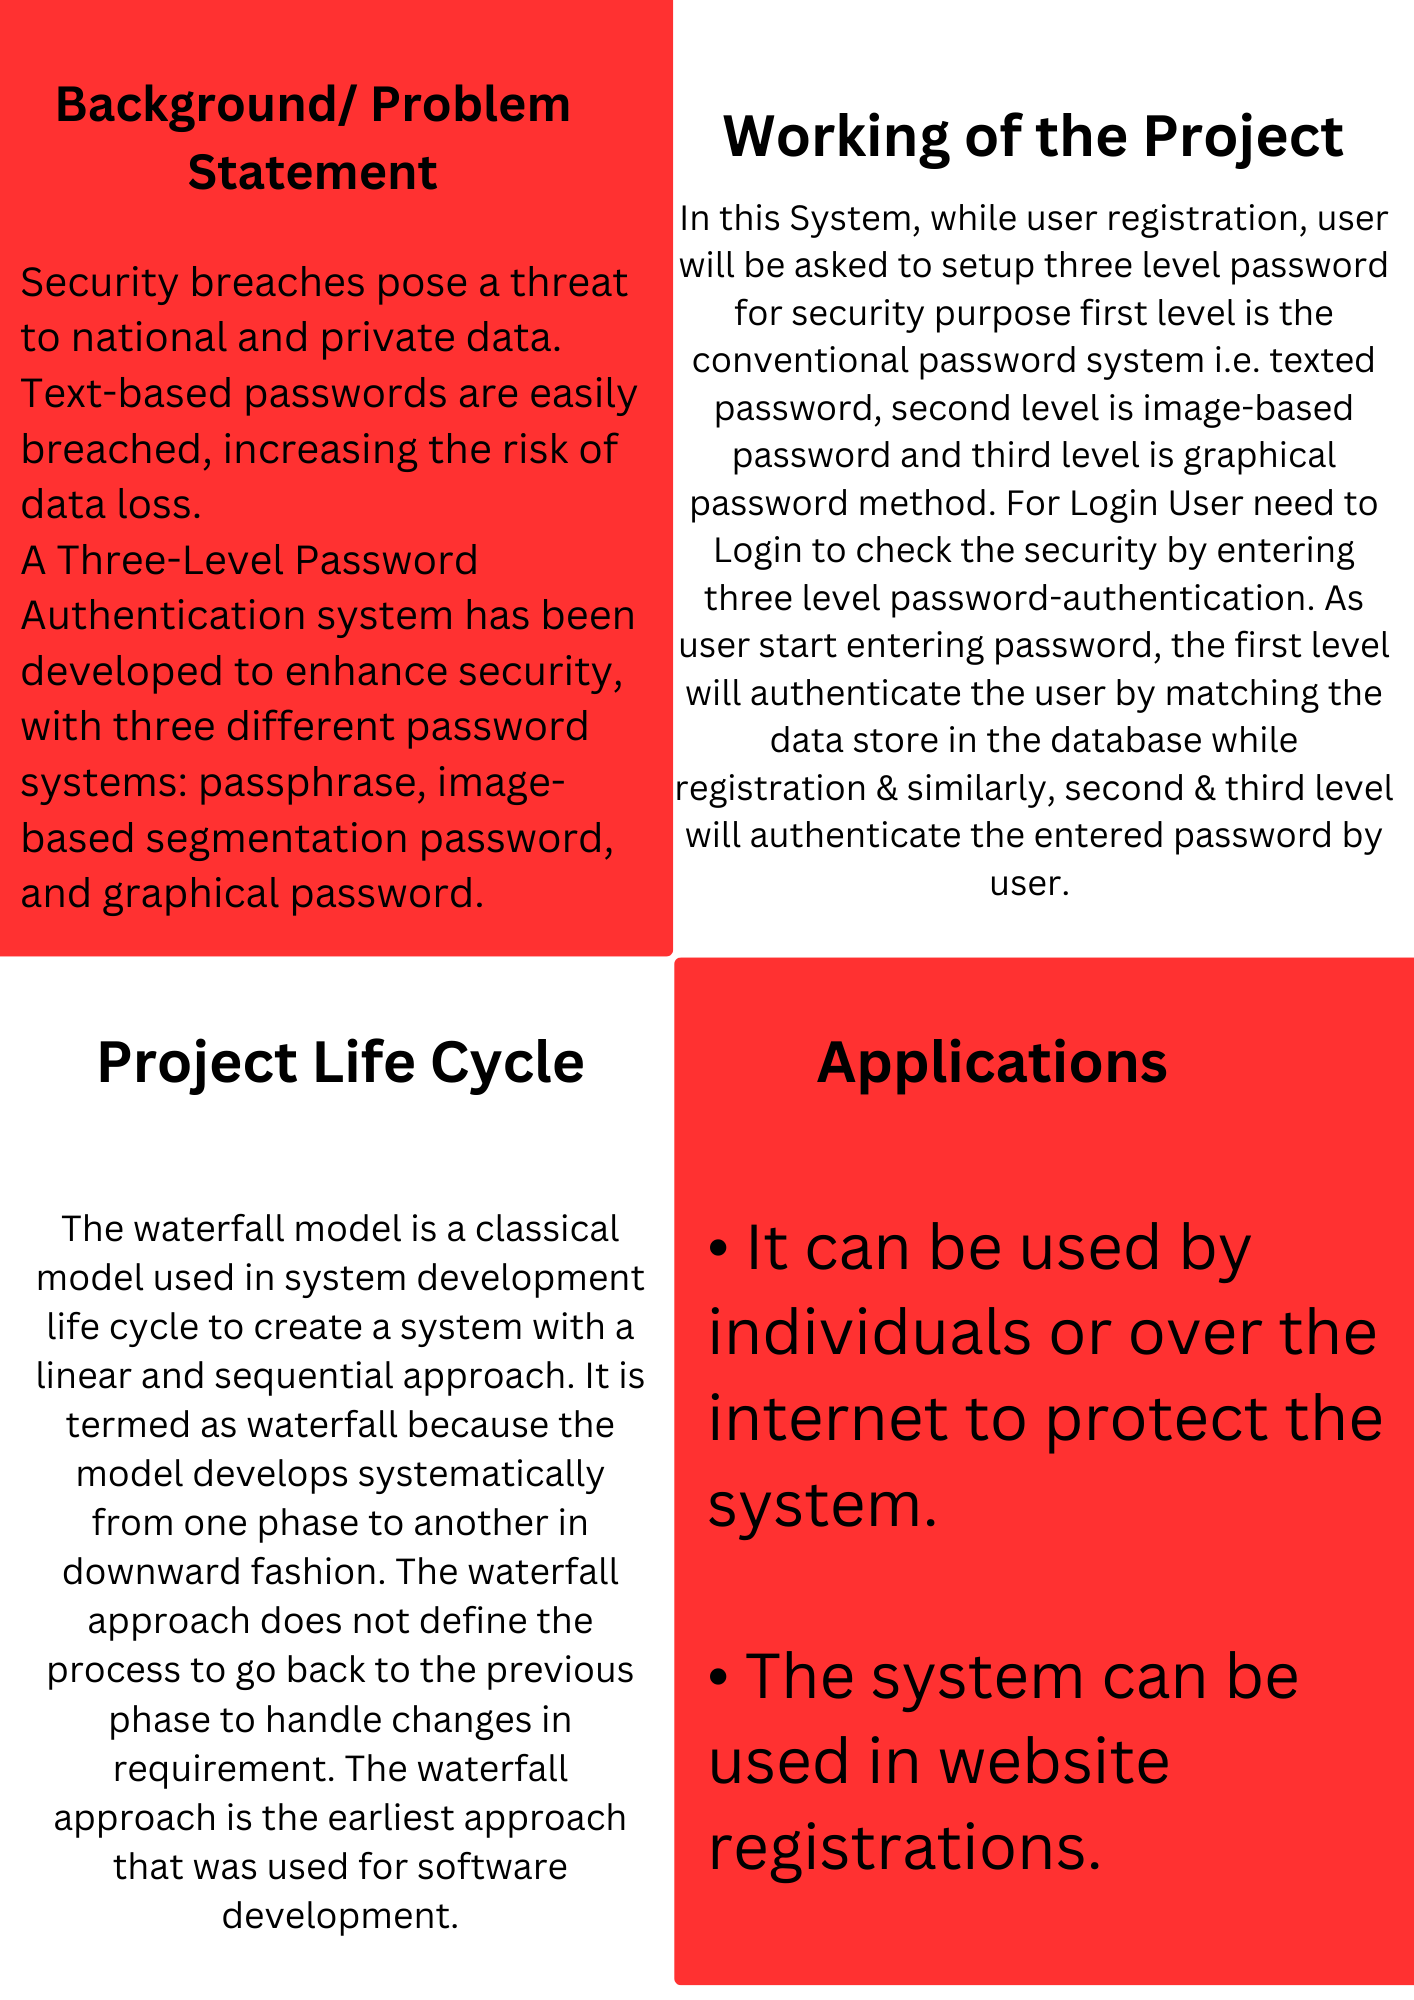 Background/ Problem
Statement
Security breaches pose a threat
to national and private data.
Text-based passwords are easily
breached, increasing the risk of
data loss.
A Three-Level Password
Authentication system has been
developed to enhance security,
with three different password
systems: passphrase, image-
based segmentation password,
and graphical password.
Working of the Project
In this System, while user registration, user
will be asked to setup three level password
for security purpose first level is the
conventional password system i.e. texted
password, second level is image-based
password and third level is graphical
password method. For Login User need to
Login to check the security by entering
three level password-authentication. As
user start entering password, the first level
will authenticate the user by matching the
data store in the database while
registration & similarly, second & third level
will authenticate the entered password by
user.
Project Life Cycle
The waterfall model is a classical
model used in system development
life cycle to create a system with a
linear and sequential approach. It is
termed as waterfall because the
model develops systematically
from one phase to another in
downward fashion. The waterfall
approach does not define the
process to go back to the previous
phase to handle changes in
requirement. The waterfall
approach is the earliest approach
that was used for software
development.
Applications
• It can be used by
individuals or over the
internet to protect the
system.
• The system can be
used in website
registrations.